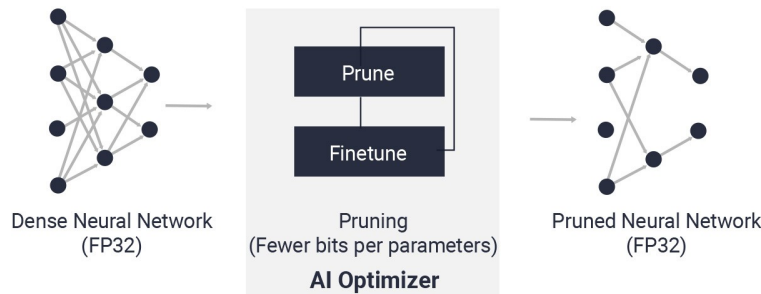 Prune
Finetune
Dense Neural Network
(FP32)
Pruning
(Fewer bits per parameters)
AI Optimizer
Pruned Neural Network
(FP32)